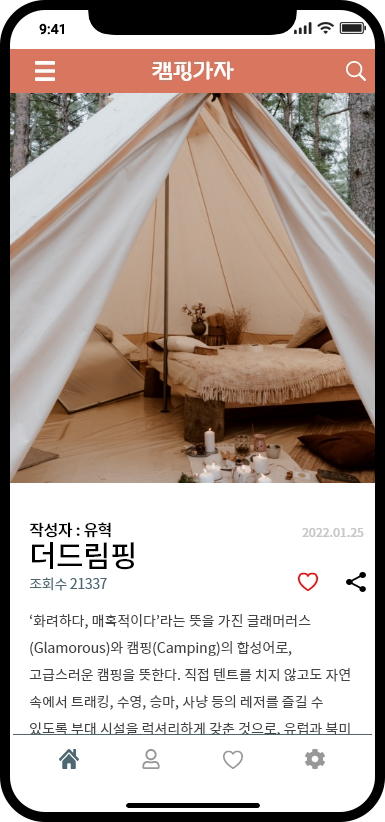 9:41
캠핑가자
작성자 : 유혁
2022.01.25
더드림핑
조회수 21337
‘화려하다, 매혹적이다’라는 뜻을 가진 글래머러스
(Glamorous)와 캠핑(Camping)의 합성어로,
고급스러운 캠핑을 뜻한다. 직접 텐트를 치지 않고도 자연
속에서 트래킹, 수영, 승마, 사냥 등의 레저를 즐길 수
있도록 부대 시설을 럭셔리하게 갖춘 것으로, 유럽과 북미